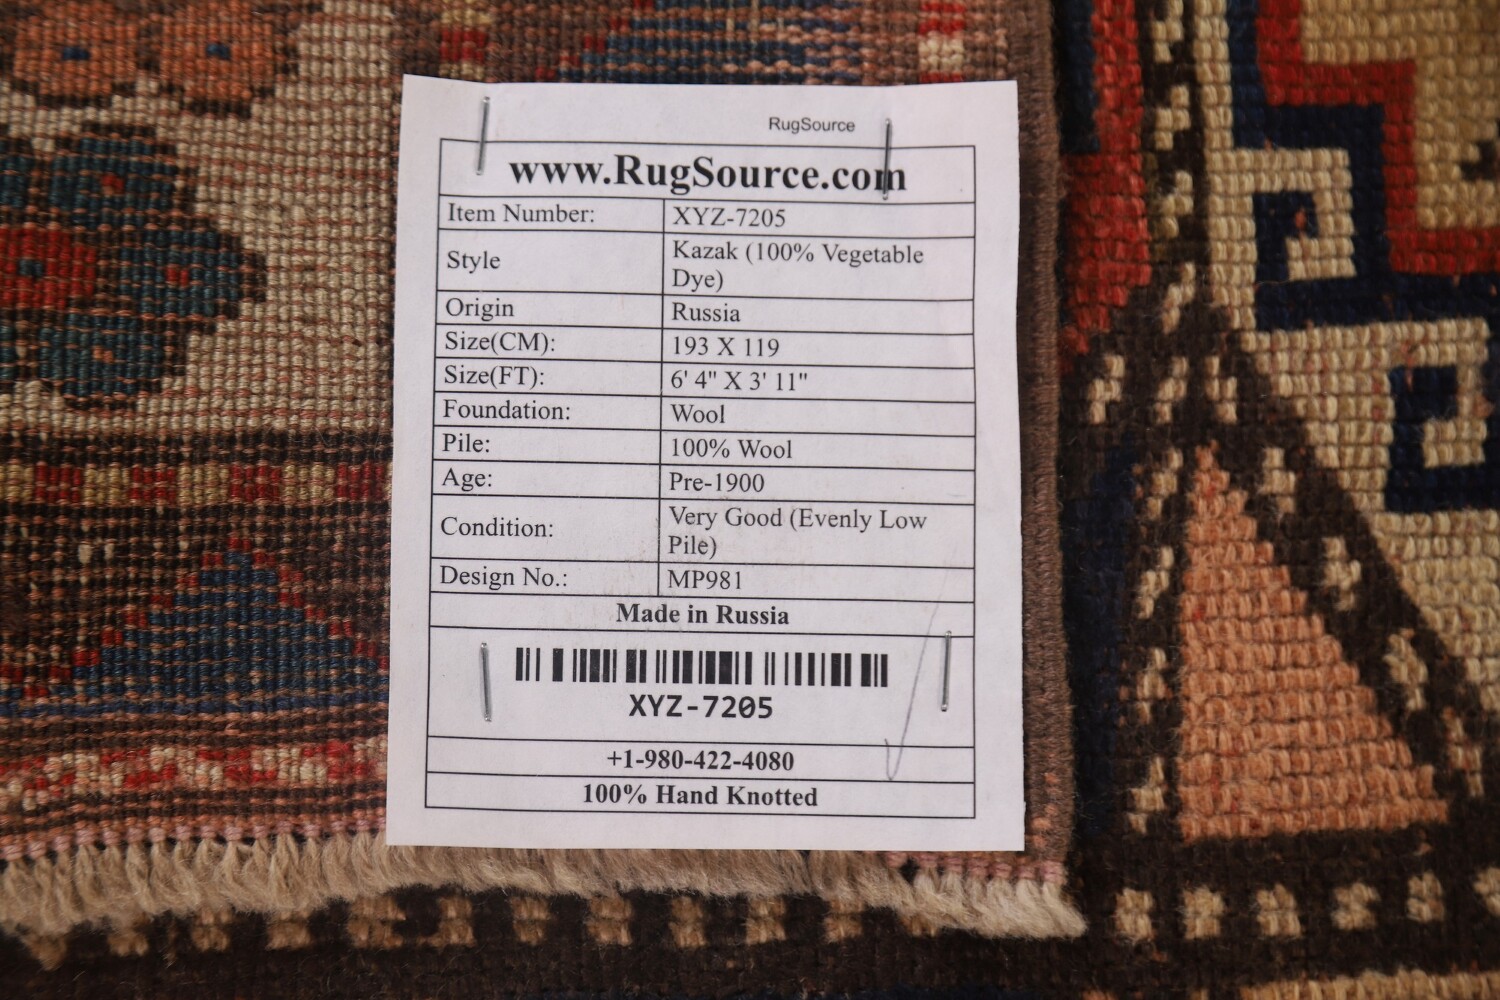 RugSource
www.RugSource.com
Item Number: XYZ-7205
Style Kazak (100% Vegetable
Dye)
Origin Russia
Size(CM): 193 X 119
Size(FT): 6' 4" X 3' 11"
Foundation: Wool
Pile: 100% Wool
Age: Pre-1900
Condition: Very Good (Evenly Low
Pile)
Design No.: MP981
Made in Russia
XYZ-7205
+1-980-422-4080
100% Hand Knotted